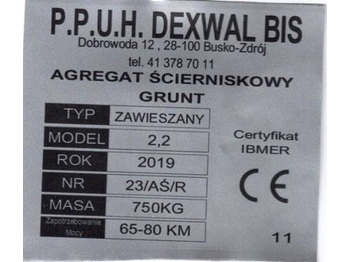 P.P.U.H. DEXWAL BIS
Dobrowoda 12 , 28-100 Busko-Zdrój
tel. 41 378 70 11
AGREGAT ŚCIERNISKOWY
GRUNT
TYP ZAWIESZANY
MODEL 2,2
ROK 2019
NR 23/AŚ/R
MASA 750KG
Zapotrzebowanie Mocy 65-80 KM
Certyfikat
IBMER
CE
11